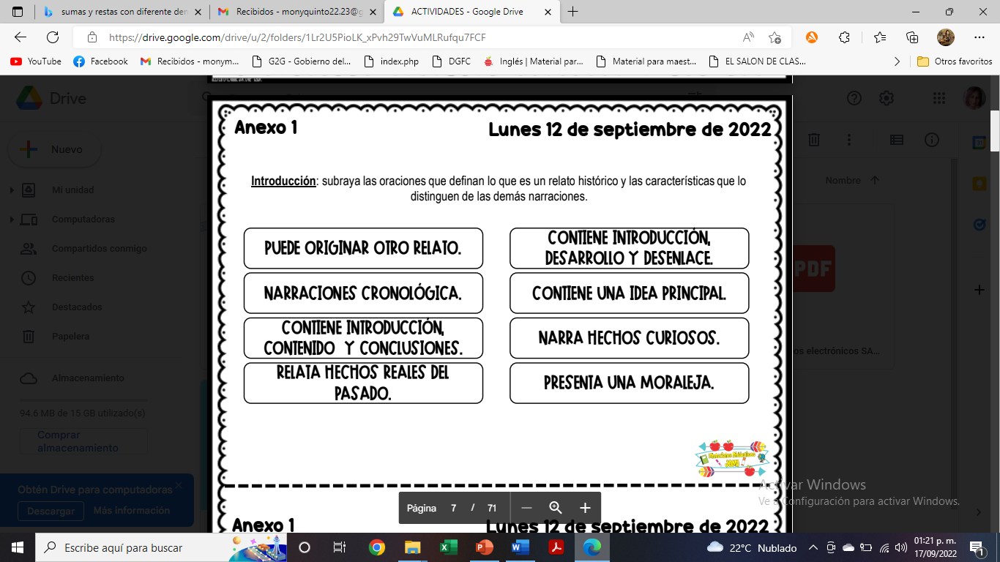 sumas y restas con diferente den
Recibidos - monyquinto22.23@g
ACTIVIDADES - Google Drive
https://drive.google.com/drive/u/2/folders/1Lr2U5PioLK_xPvh29TwVuMLRufqu7FCF
YouTube
Facebook
Recibidos - monym...
G2G - Gobierno del...
index.php
DGFC
Inglés | Material par...
Material para maest...
EL SALON DE CLAS...
Otros favoritos
Drive
Nuevo
Mi unidad
Computadoras
Compartidos conmigo
Recientes
Destacados
Papelera
Almacenamiento
94.6 MB de 15 GB utilizado(s)
Comprar
almacenamiento
Obtén Drive para computadoras
Descargar
Más información
Nombre
PDF
os electrónicos SA...
Anexo 1
Lunes 12 de septiembre de 2022
Introducción: subraya las oraciones que definan lo que es un relato histórico y las características que lo
distinguen de las demás narraciones.
PUEDE ORIGINAR OTRO RELATO.
CONTIENE INTRODUCCIÓN,
DESARROLLO Y DESENLACE.
NARRACIONES CRONOLÓGICA.
CONTIENE UNA IDEA PRINCIPAL.
CONTIENE INTRODUCCIÓN,
CONTENIDO Y CONCLUSIONES.
NARRA HECHOS CURIOSOS.
RELATA HECHOS REALES DEL
PASADO.
PRESENTA UNA MORALEJA.
Materiales Didácticos
Activar Windows
Ve a Configuración para activar Windows.
Página 7 / 71
Anexo 1
Lunes 12 de septiembre de 2022
Escribe aquí para buscar
22°C Nublado
01:21 p. m.
17/09/2022
1